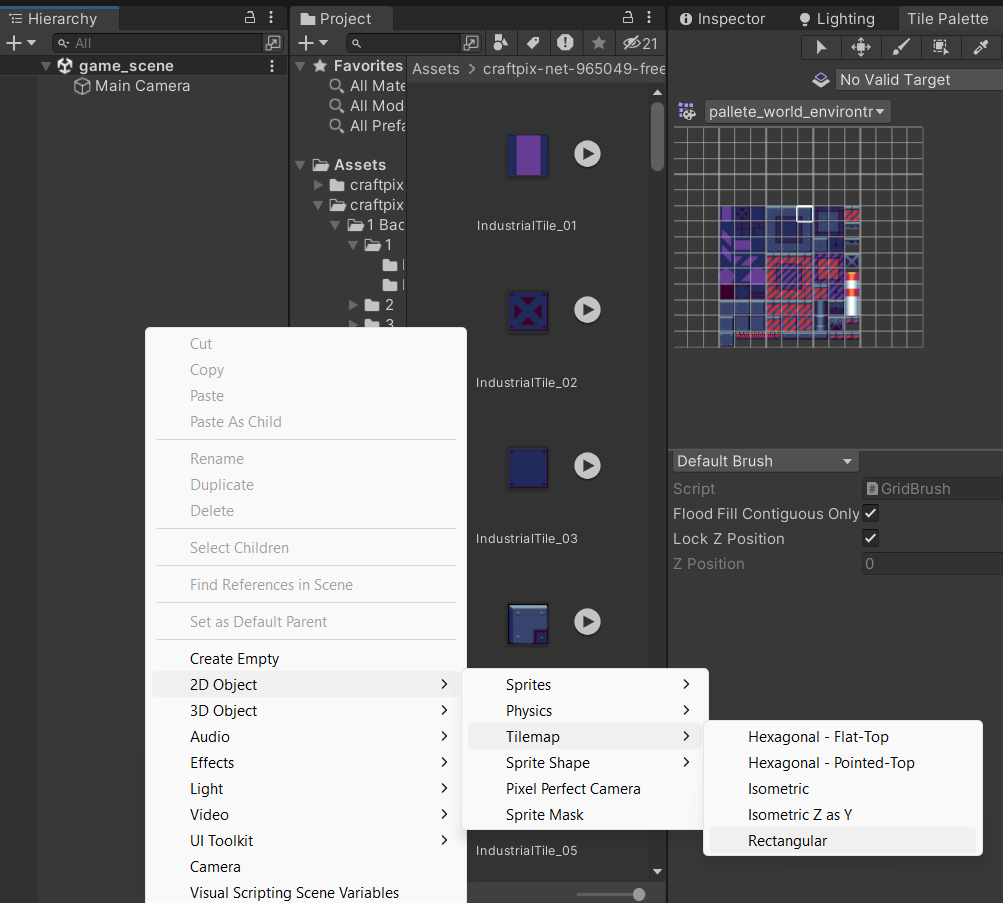 Hierarchy
All
game_scene
Main Camera
Project
21
Favorites
All Mate
All Mod
All Prefa
Assets
craftpix
craftpix
1 Bac
1
2
3
Assets > craftpix-net-965049-free
IndustrialTile_01
IndustrialTile_02
IndustrialTile_03
IndustrialTile_05
Inspector
Lighting
Tile Palette
No Valid Target
pallete_world_environtr
Default Brush
Script
GridBrush
Flood Fill Contiguous Only
Lock Z Position
Z Position
0
Cut
Copy
Paste
Paste As Child
Rename
Duplicate
Delete
Select Children
Find References in Scene
Set as Default Parent
Create Empty
2D Object
3D Object
Audio
Effects
Light
Video
UI Toolkit
Camera
Visual Scripting Scene Variables
Sprites
Physics
Tilemap
Sprite Shape
Pixel Perfect Camera
Sprite Mask
Hexagonal - Flat-Top
Hexagonal - Pointed-Top
Isometric
Isometric Z as Y
Rectangular